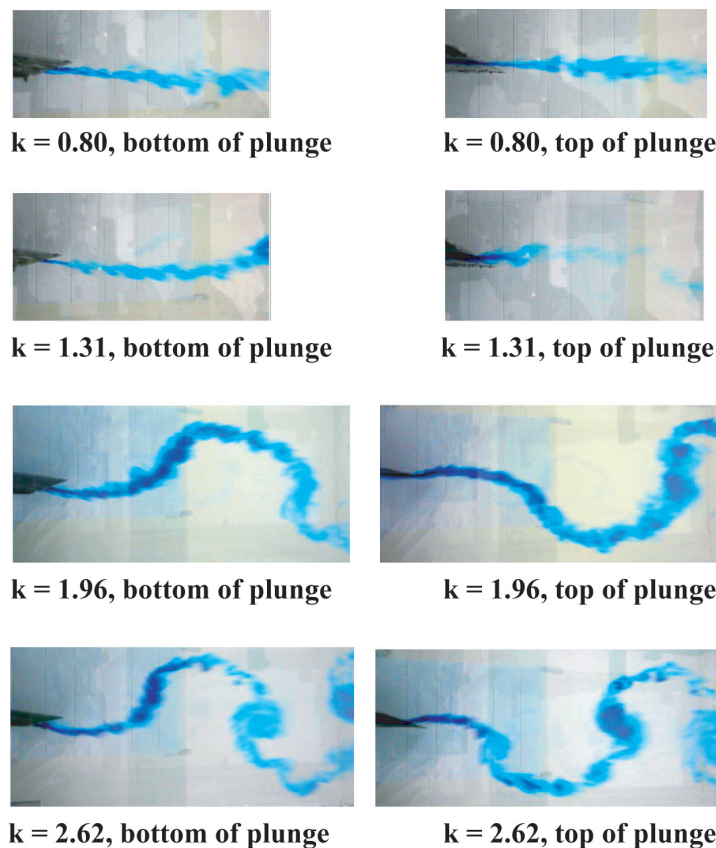 k = 0.80, bottom of plunge
k = 0.80, top of plunge
k = 1.31, bottom of plunge
k = 1.31, top of plunge
k = 1.96, bottom of plunge
k = 1.96, top of plunge
k = 2.62, bottom of plunge
k = 2.62, top of plunge